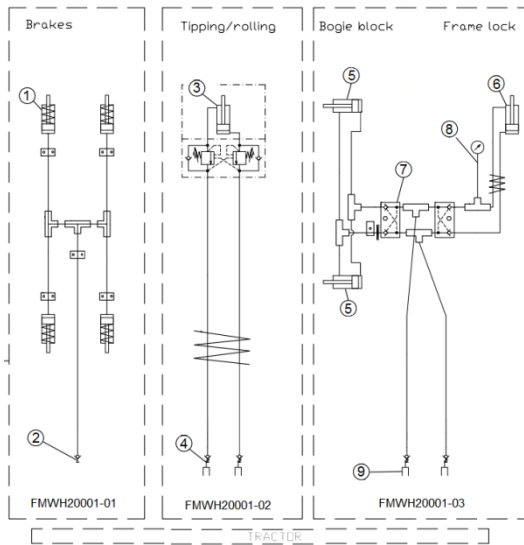 Brakes
Tipping/rolling
Bogie block
Frame lock
1
3
5
6
8
7
5
2
4
9
FMWH20001-01
FMWH20001-02
FMWH20001-03
TRACTOR